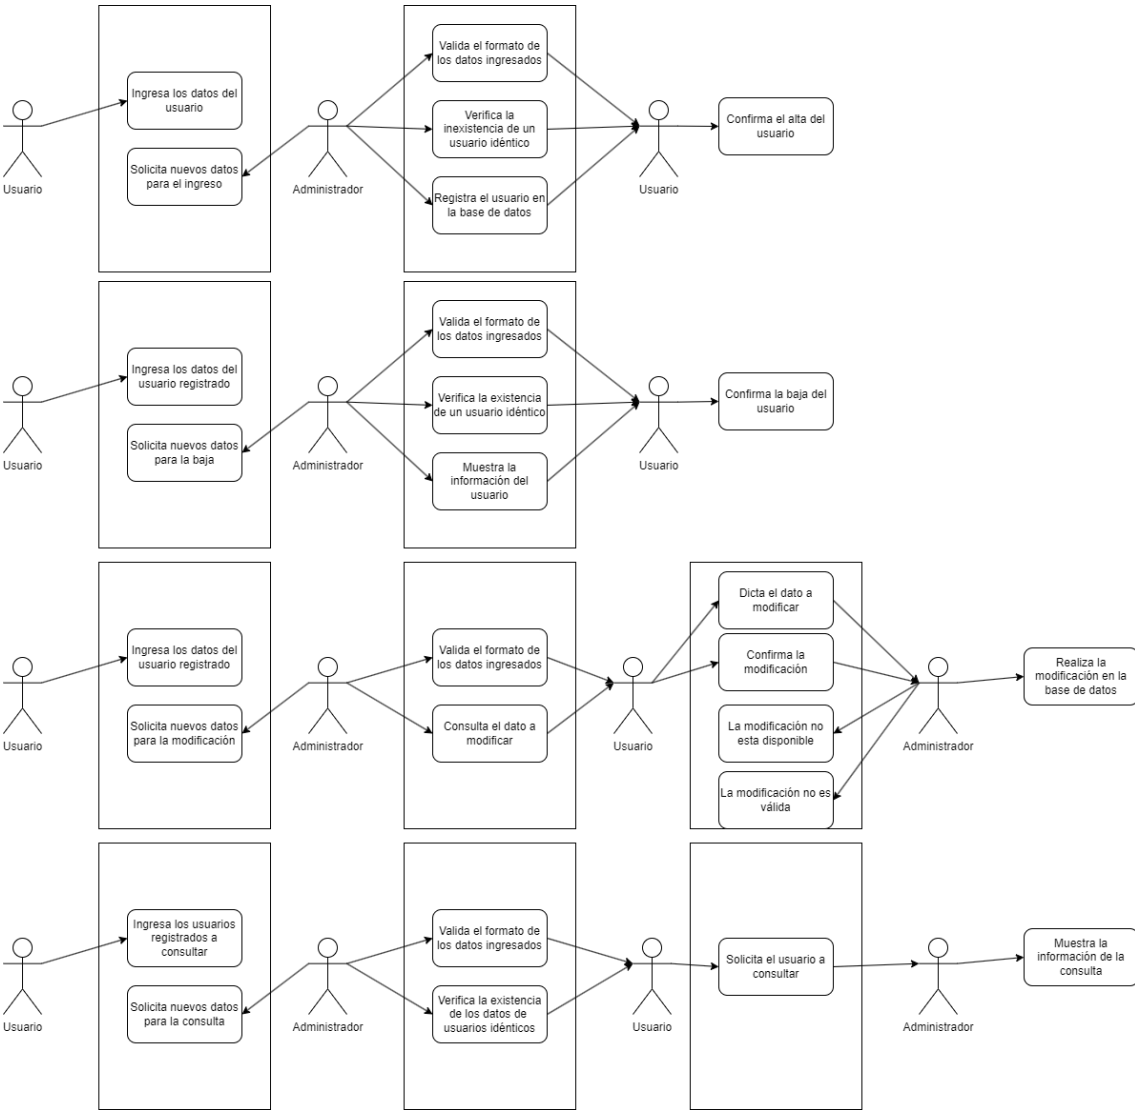 Ingresa los datos del
usuario
Solicita nuevos datos
para el ingreso
Usuario
Administrador
Valida el formato de
los datos ingresados
Verifica la
inexistencia de un
usuario idéntico
Registra el usuario en
la base de datos
Usuario
Confirma el alta del
usuario
Ingresa los datos del
usuario registrado
Solicita nuevos datos
para la baja
Usuario
Administrador
Valida el formato de
los datos ingresados
Verifica la existencia
de un usuario idéntico
Muestra la
información del
usuario
Usuario
Confirma la baja del
usuario
Ingresa los datos del
usuario registrado
Solicita nuevos datos
para la modificación
Usuario
Administrador
Valida el formato de
los datos ingresados
Consulta el dato a
modificar
Usuario
Dicta el dato a
modificar
Confirma la
modificación
La modificación no
esta disponible
La modificación no es
válida
Administrador
Realiza la
modificación en la
base de datos
Ingresa los usuarios
registrados a
consultar
Solicita nuevos datos
para la consulta
Usuario
Administrador
Valida el formato de
los datos ingresados
Verifica la existencia
de los datos de
usuarios idénticos
Usuario
Solicita el usuario a
consultar
Administrador
Muestra la
información de la
consulta